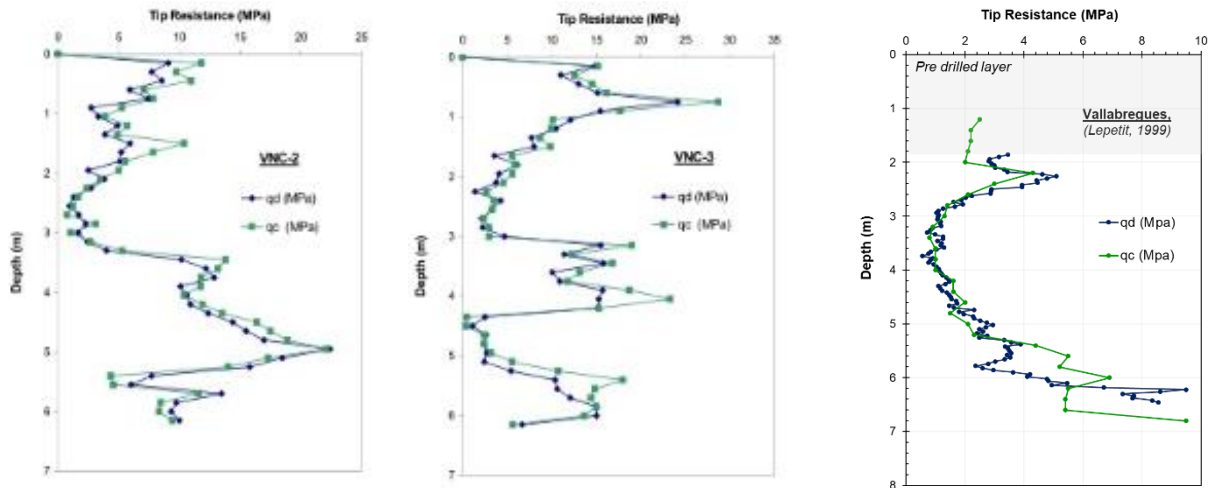 Tip Resistance (MPa)
0 5 10 15 20 25
0
1
2
3
4
5
6
7
Depth (m)
VNC-2
qd (MPa)
qc (MPa)
Tip Resistance (MPa)
0 5 10 15 20 25 30 35
0
1
2
3
4
5
6
7
Depth (m)
VNC-3
qd (MPa)
qc (MPa)
Tip Resistance (MPa)
0 2 4 6 8 10
0
1
2
3
4
5
6
7
8
Depth (m)
Pre drilled layer
Vallabregues,
(Lepetit, 1999)
qd (Mpa)
qc (Mpa)